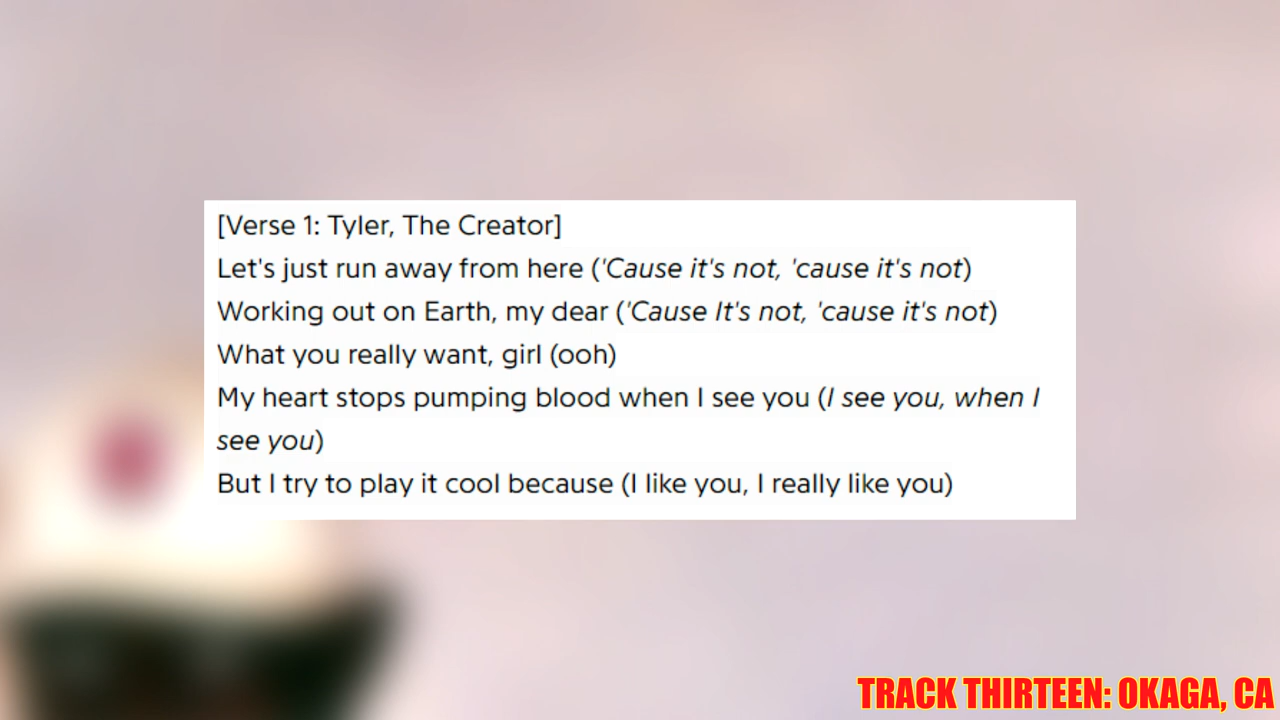 [Verse 1: Tyler, The Creator]
Let's just run away from here ('Cause it's not, 'cause it's not)
Working out on Earth, my dear ('Cause It's not, 'cause it's not)
What you really want, girl (ooh)
My heart stops pumping blood when I see you (I see you, when I
see you)
But I try to play it cool because (I like you, I really like you)
TRACK THIRTEEN: OKAGA, CA